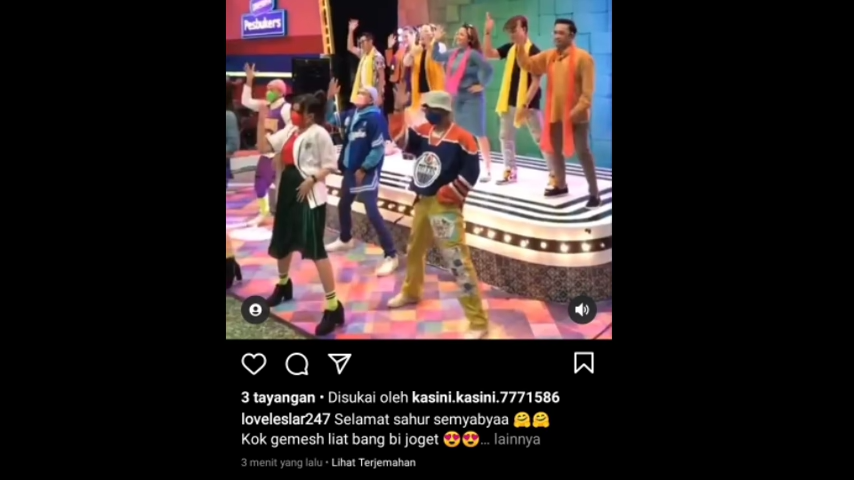 Pesbukers
3 tayangan • Disukai oleh kasini.kasini.7771586
loveleslar247 Selamat sahur semyabyaa 🤗🤗
Kok gemesh liat bang bi joget 😍😍... lainnya
3 menit yang lalu • Lihat Terjemahan